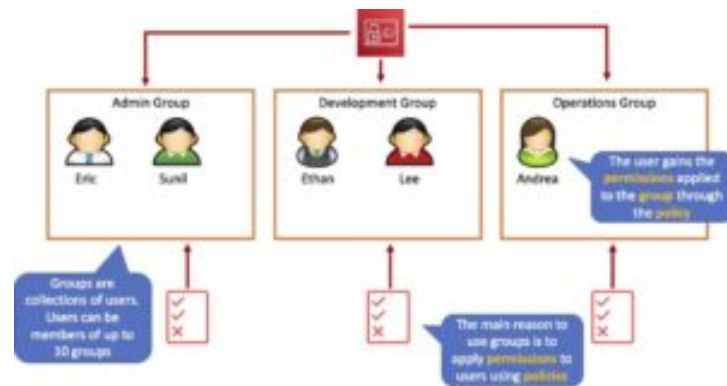 Admin Group
Development Group
Operations Group
Eric
Sunil
Ethan
Lee
Andrea
The user gains the
permissions applied
to the group through
the policy
Groups are
collections of users.
Users can be
members of up to
10 groups
The main reason to
use groups is to
apply permissions to
users using policies